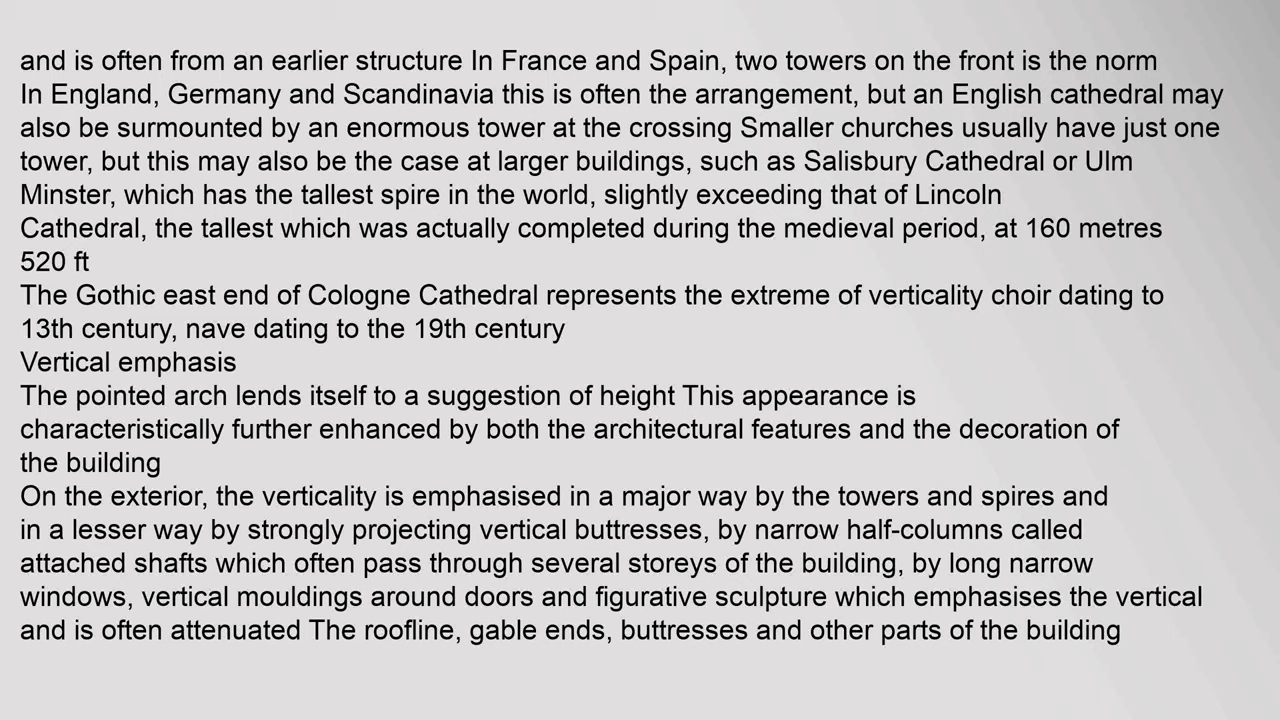 and is often from an earlier structure In France and Spain, two towers on the front is the norm
In England, Germany and Scandinavia this is often the arrangement, but an English cathedral may
also be surmounted by an enormous tower at the crossing Smaller churches usually have just one
tower, but this may also be the case at larger buildings, such as Salisbury Cathedral or Ulm
Minster, which has the tallest spire in the world, slightly exceeding that of Lincoln
Cathedral, the tallest which was actually completed during the medieval period, at 160 metres
520 ft
The Gothic east end of Cologne Cathedral represents the extreme of verticality choir dating to
13th century, nave dating to the 19th century
Vertical emphasis
The pointed arch lends itself to a suggestion of height This appearance is
characteristically further enhanced by both the architectural features and the decoration of
the building
On the exterior, the verticality is emphasised in a major way by the towers and spires and
in a lesser way by strongly projecting vertical buttresses, by narrow half-columns called
attached shafts which often pass through several storeys of the building, by long narrow
windows, vertical mouldings around doors and figurative sculpture which emphasises the vertical
and is often attenuated The roofline, gable ends, buttresses and other parts of the building